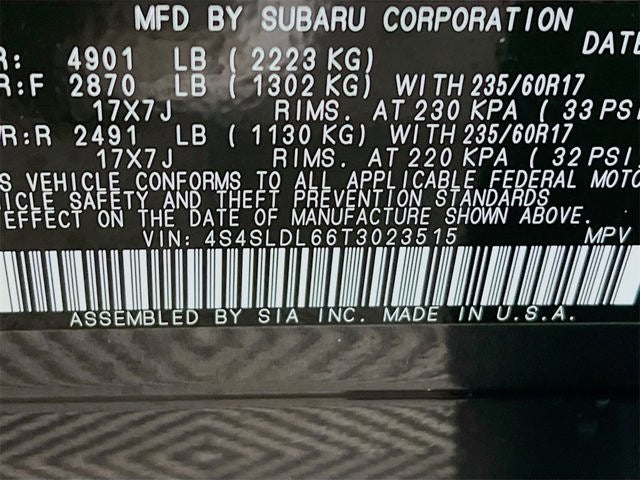 MFD BY SUBARU CORPORATION DATE
R: 4901 LB ( 2223 KG)
R:F 2870 LB ( 1302 KG) WITH 235/60R17
17X7J RIMS. AT 230 KPA ( 33 PSI
R:R 2491 LB ( 1130 KG) WITH 235/60R17
17X7J RIMS. AT 220 KPA ( 32 PSI
S VEHICLE CONFORMS TO ALL APPLICABLE FEDERAL MOTO
ICLE SAFETY AND THEFT PREVENTION STANDARDS
EFFECT ON DATE OF MANUFACTURE SHOWN ABOVE.
VIN: 4S4SLDL66T3023515 MPV
ASSEMBLED BY SIA INC. MADE IN U.S.A.